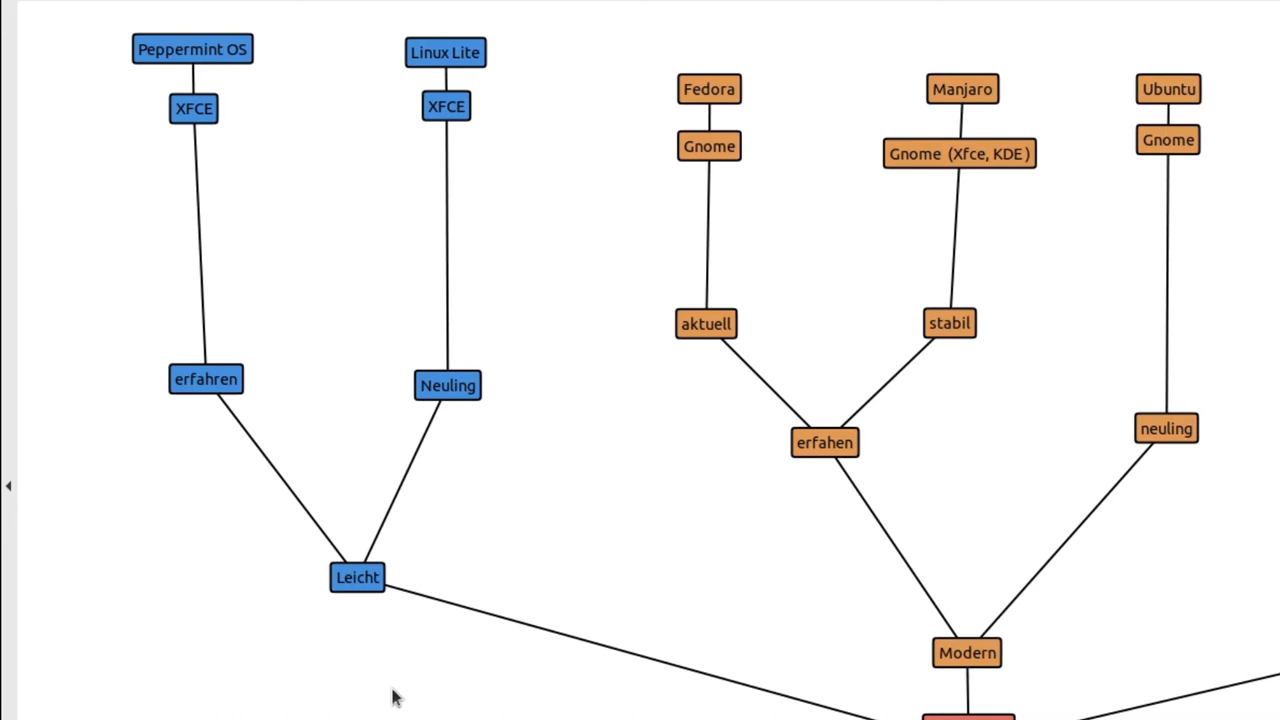 Peppermint OS
Linux Lite
XFCE
XFCE
Fedora
Manjaro
Ubuntu
Gnome
Gnome (Xfce, KDE)
Gnome
aktuell
stabil
erfahren
Neuling
erfahen
neuling
Leicht
Modern